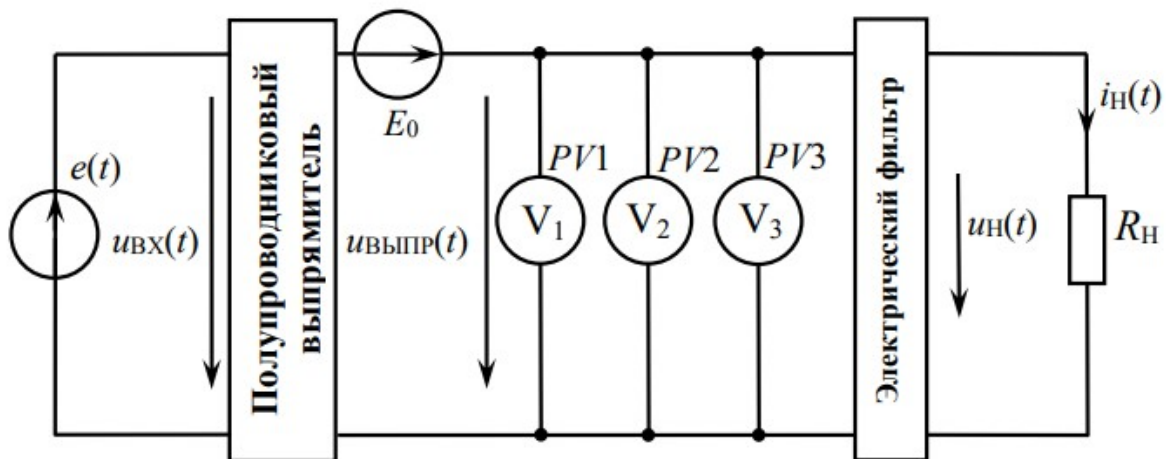 e(t)
uВХ(t)
Полупроводниковый
выпрямитель
E0
uВЫПР(t)
PV1
V1
PV2
V2
PV3
V3
Электрический фильтр
uН(t)
iН(t)
RН